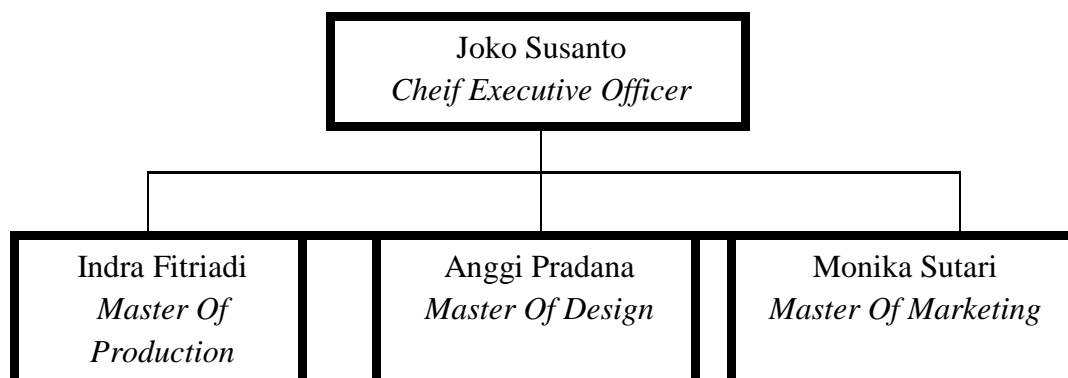 Joko Susanto
Cheif Executive Officer
Indra Fitriadi
Master Of
Production
Anggi Pradana
Master Of Design
Monika Sutari
Master Of Marketing